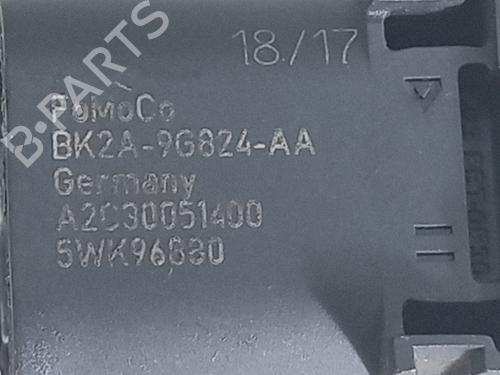 18/17
FoMoCo
BK2A-9G824-AA
Germany
A2C30051400
5WK96880
B-PARTS